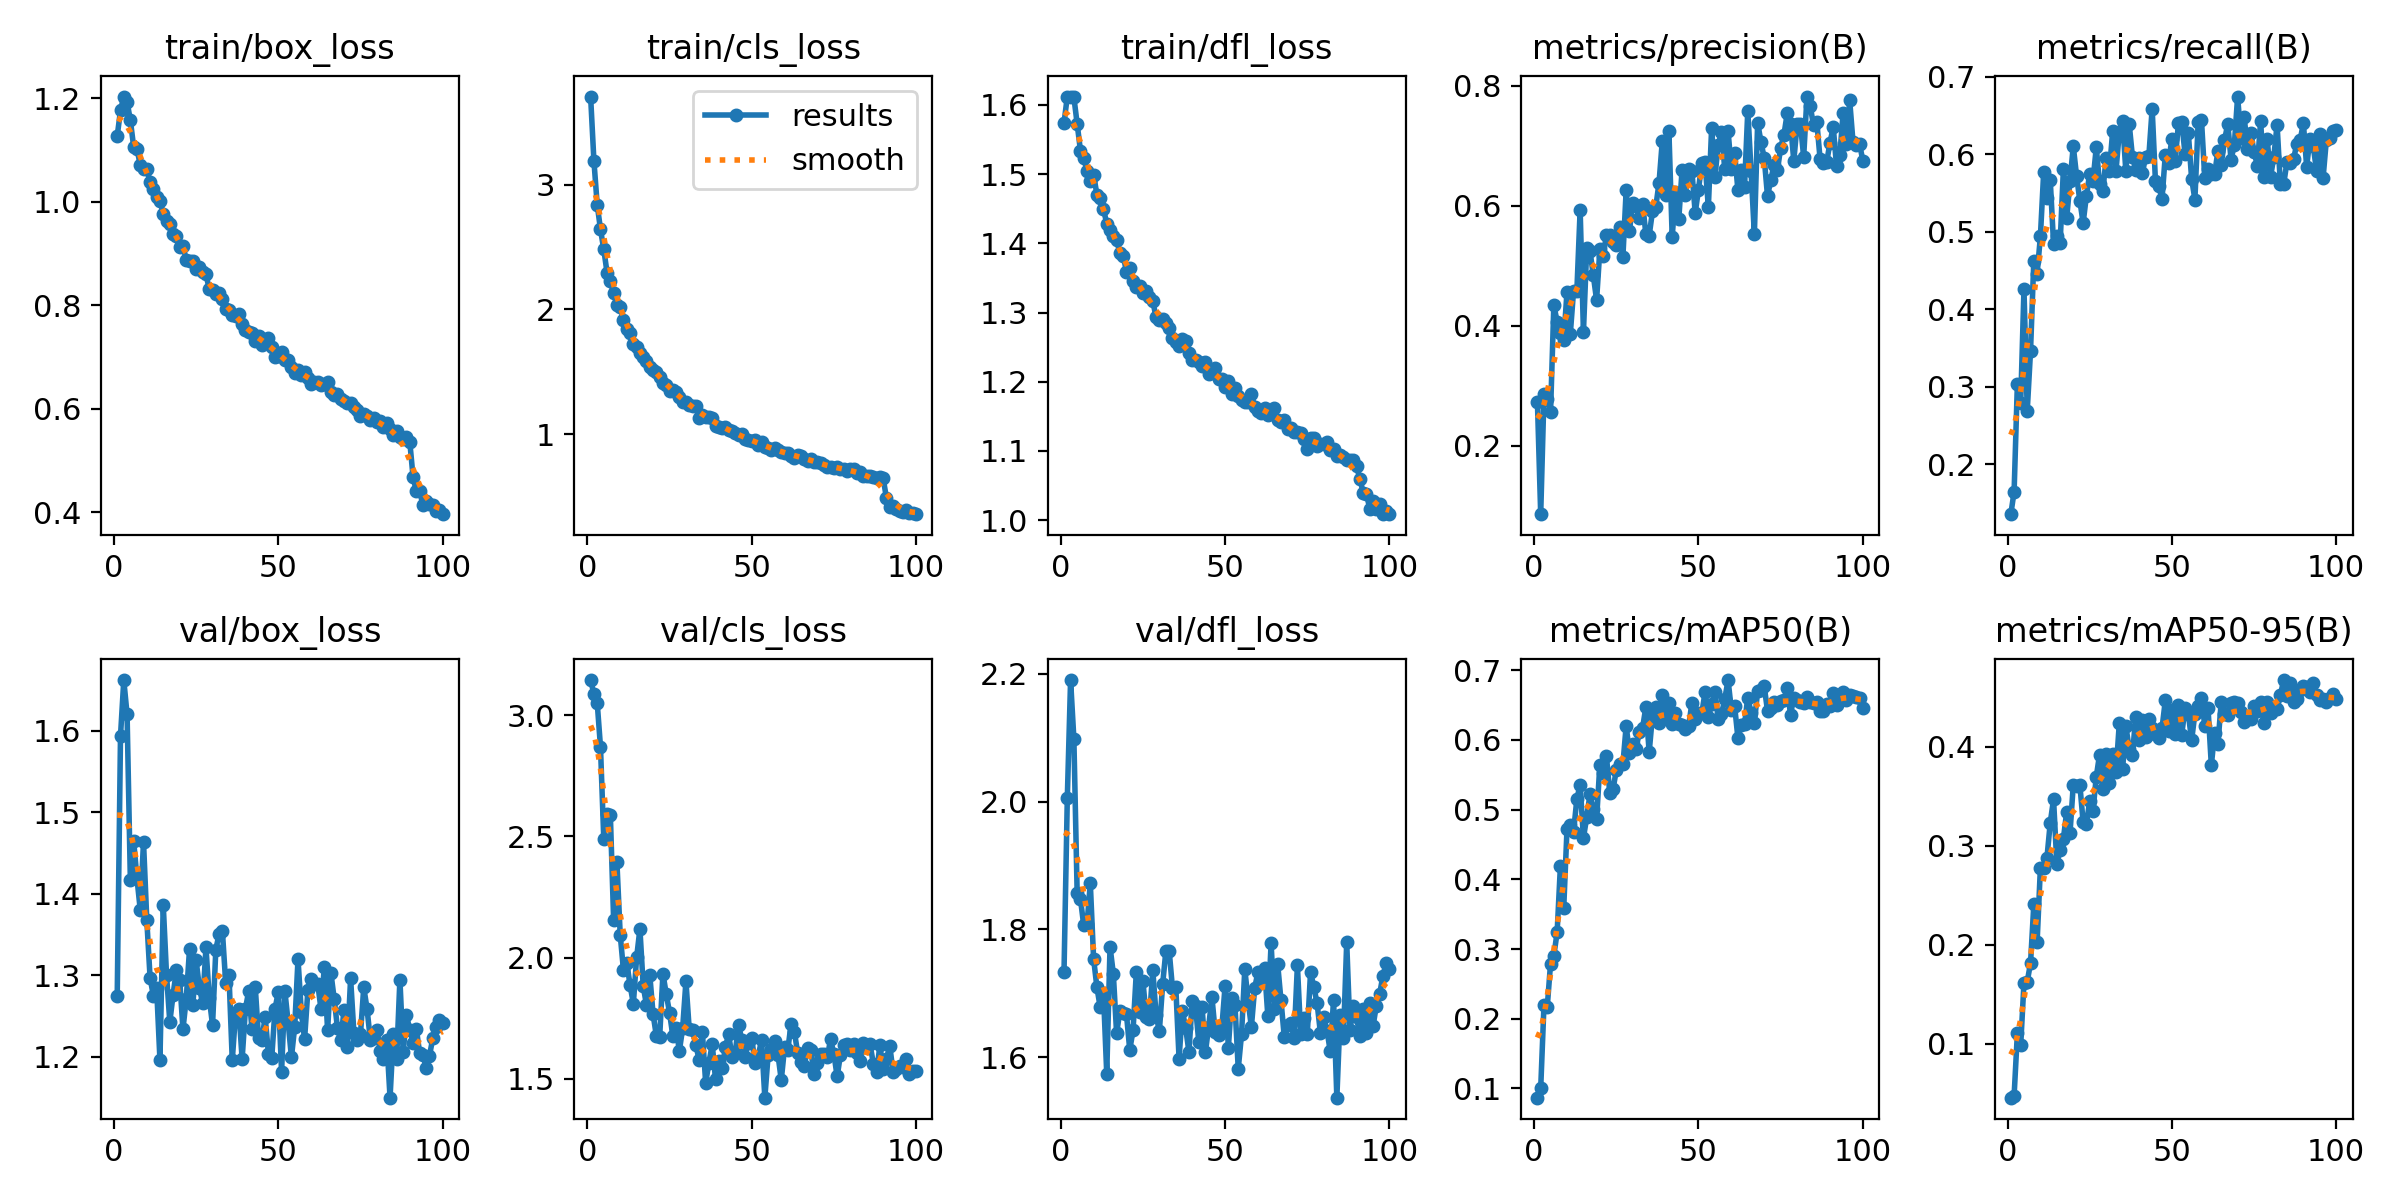 train/box_loss
1.2
1.0
0.8
0.6
0.4
0 50 100
train/cls_loss
results
smooth
3
2
1
0 50 100
train/dfl_loss
1.6
1.5
1.4
1.3
1.2
1.1
1.0
0 50 100
metrics/precision(B)
0.8
0.6
0.4
0.2
0 50 100
metrics/recall(B)
0.7
0.6
0.5
0.4
0.3
0.2
0 50 100
val/box_loss
1.6
1.5
1.4
1.3
1.2
0 50 100
val/cls_loss
3.0
2.5
2.0
1.5
0 50 100
val/dfl_loss
2.2
2.0
1.8
1.6
0 50 100
metrics/mAP50(B)
0.7
0.6
0.5
0.4
0.3
0.2
0.1
0 50 100
metrics/mAP50-95(B)
0.4
0.3
0.2
0.1
0 50 100